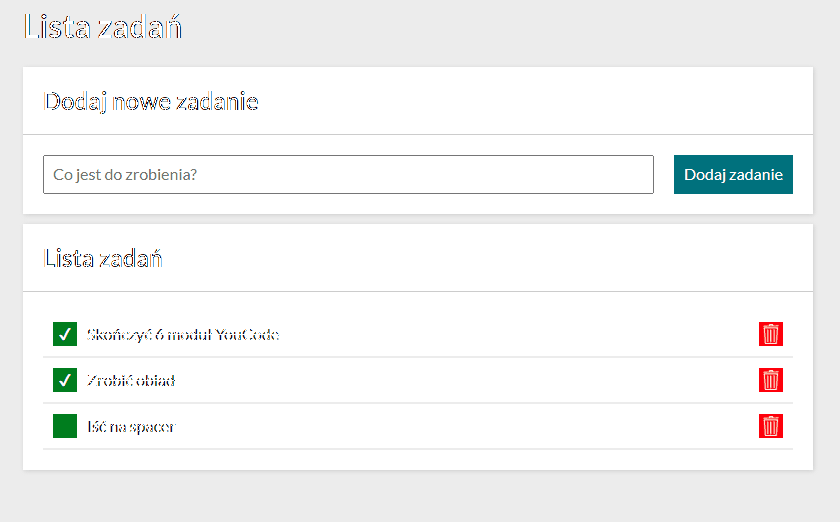 Lista zadań
Dodaj nowe zadanie
Co jest do zrobienia?
Dodaj zadanie
Lista zadań
Skończyć 6 moduł YouCode
Zrobić obiad
Iść na spacer